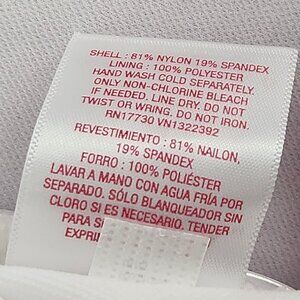 SHELL : 81% NYLON 19% SPANDEX
LINING : 100% POLYESTER
HAND WASH COLD SEPARATELY.
ONLY NON-CHLORINE BLEACH
IF NEEDED. LINE DRY. DO NOT
TWIST OR WRING. DO NOT IRON.
RN17730 VN1322392
REVESTIMIENTO : 81% NAILON,
19% SPANDEX
FORRO : 100% POLIÉSTER
LAVAR A MANO CON AGUA FRÍA POR
SEPARADO. SÓLO BLANQUEADOR SIN
CLORO SI ES NECESARIO. TENDER
PARA